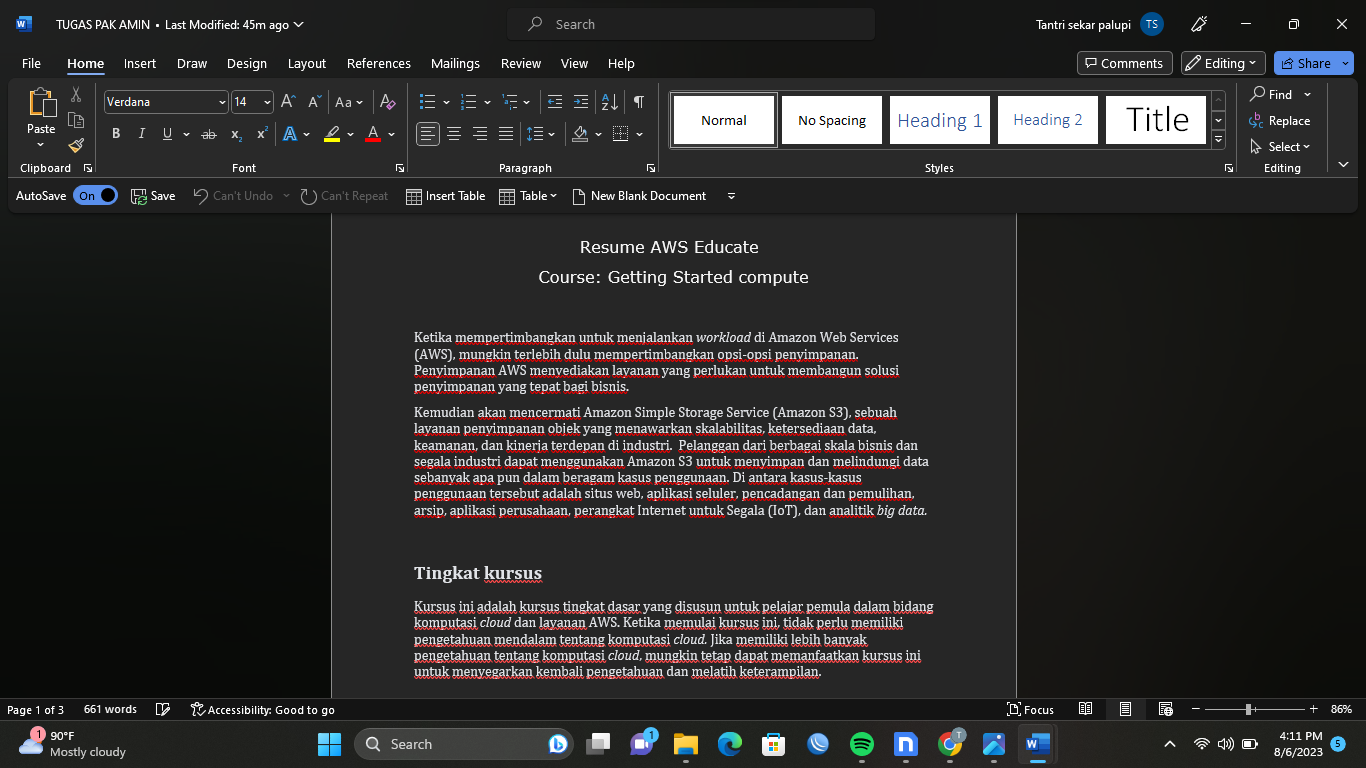 TUGAS PAK AMIN • Last Modified: 45m ago
Search
Tantri sekar palupi
TS
File Home Insert Draw Design Layout References Mailings Review View Help
Comments
Editing
Share
Paste
Clipboard
Verdana
14
Aa
B I U ab x2 x2 A A
Font
Paragraph
Normal
No Spacing
Heading 1
Heading 2
Title
Styles
Find
Replace
Select
Editing
AutoSave On Save Can't Undo Can't Repeat Insert Table Table New Blank Document
Resume AWS Educate
Course: Getting Started compute
Ketika mempertimbangkan untuk menjalankan workload di Amazon Web Services
(AWS), mungkin terlebih dulu mempertimbangkan opsi-opsi penyimpanan.
Penyimpanan AWS menyediakan layanan yang perlukan untuk membangun solusi
penyimpanan yang tepat bagi bisnis.
Kemudian akan mencermati Amazon Simple Storage Service (Amazon S3), sebuah
layanan penyimpanan objek yang menawarkan skalabilitas, ketersediaan data,
keamanan, dan kinerja terdepan di industri.  Pelanggan dari berbagai skala bisnis dan
segala industri dapat menggunakan Amazon S3 untuk menyimpan dan melindungi data
sebanyak apa pun dalam beragam kasus penggunaan. Di antara kasus-kasus
penggunaan tersebut adalah situs web, aplikasi seluler, pencadangan dan pemulihan,
arsip, aplikasi perusahaan, perangkat Internet untuk Segala (IoT), dan analitik big data.
Tingkat kursus
Kursus ini adalah kursus tingkat dasar yang disusun untuk pelajar pemula dalam bidang
komputasi cloud dan layanan AWS. Ketika memulai kursus ini, tidak perlu memiliki
pengetahuan mendalam tentang komputasi cloud. Jika memiliki lebih banyak
pengetahuan tentang komputasi cloud, mungkin tetap dapat memanfaatkan kursus ini
untuk menyegarkan kembali pengetahuan dan melatih keterampilan.
Page 1 of 3 661 words Accessibility: Good to go
Focus
86%
1
90°F
Mostly cloudy
Search
1
T
4:11 PM
8/6/2023
5